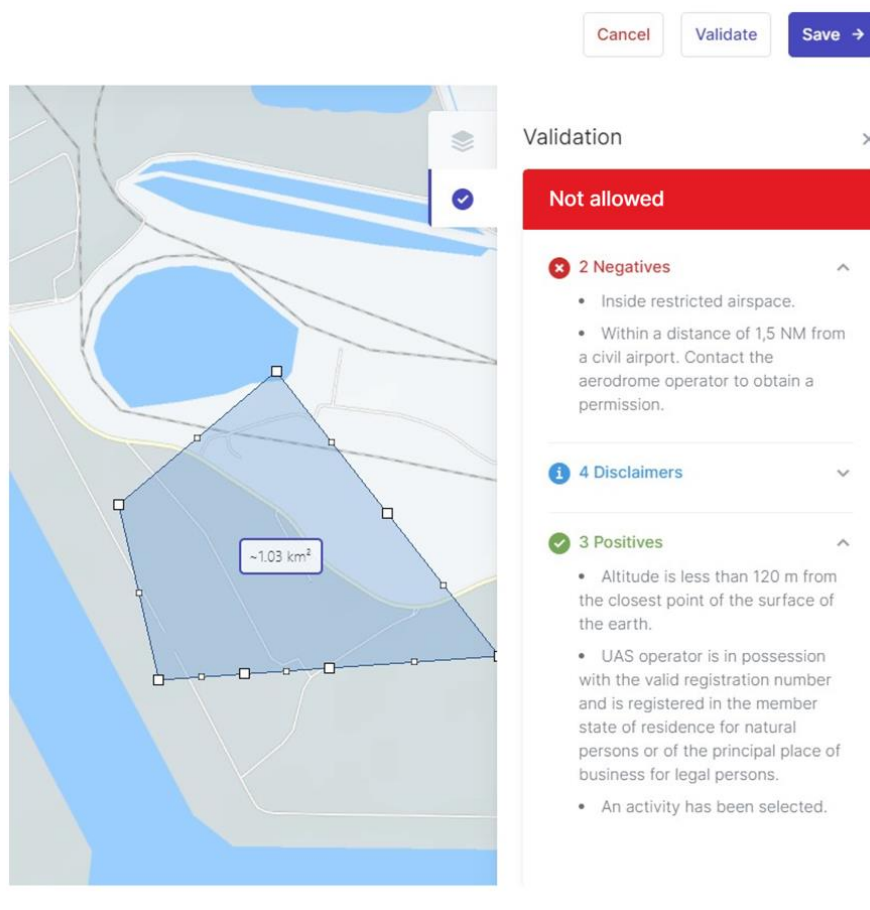 Cancel
Validate
Save →
Validation
Not allowed
2 Negatives
• Inside restricted airspace.
• Within a distance of 1,5 NM from
a civil airport. Contact the
aerodrome operator to obtain a
permission.
4 Disclaimers
3 Positives
• Altitude is less than 120 m from
the closest point of the surface of
the earth.
• UAS operator is in possession
with the valid registration number
and is registered in the member
state of residence for natural
persons or of the principal place of
business for legal persons.
• An activity has been selected.
~1.03 km²